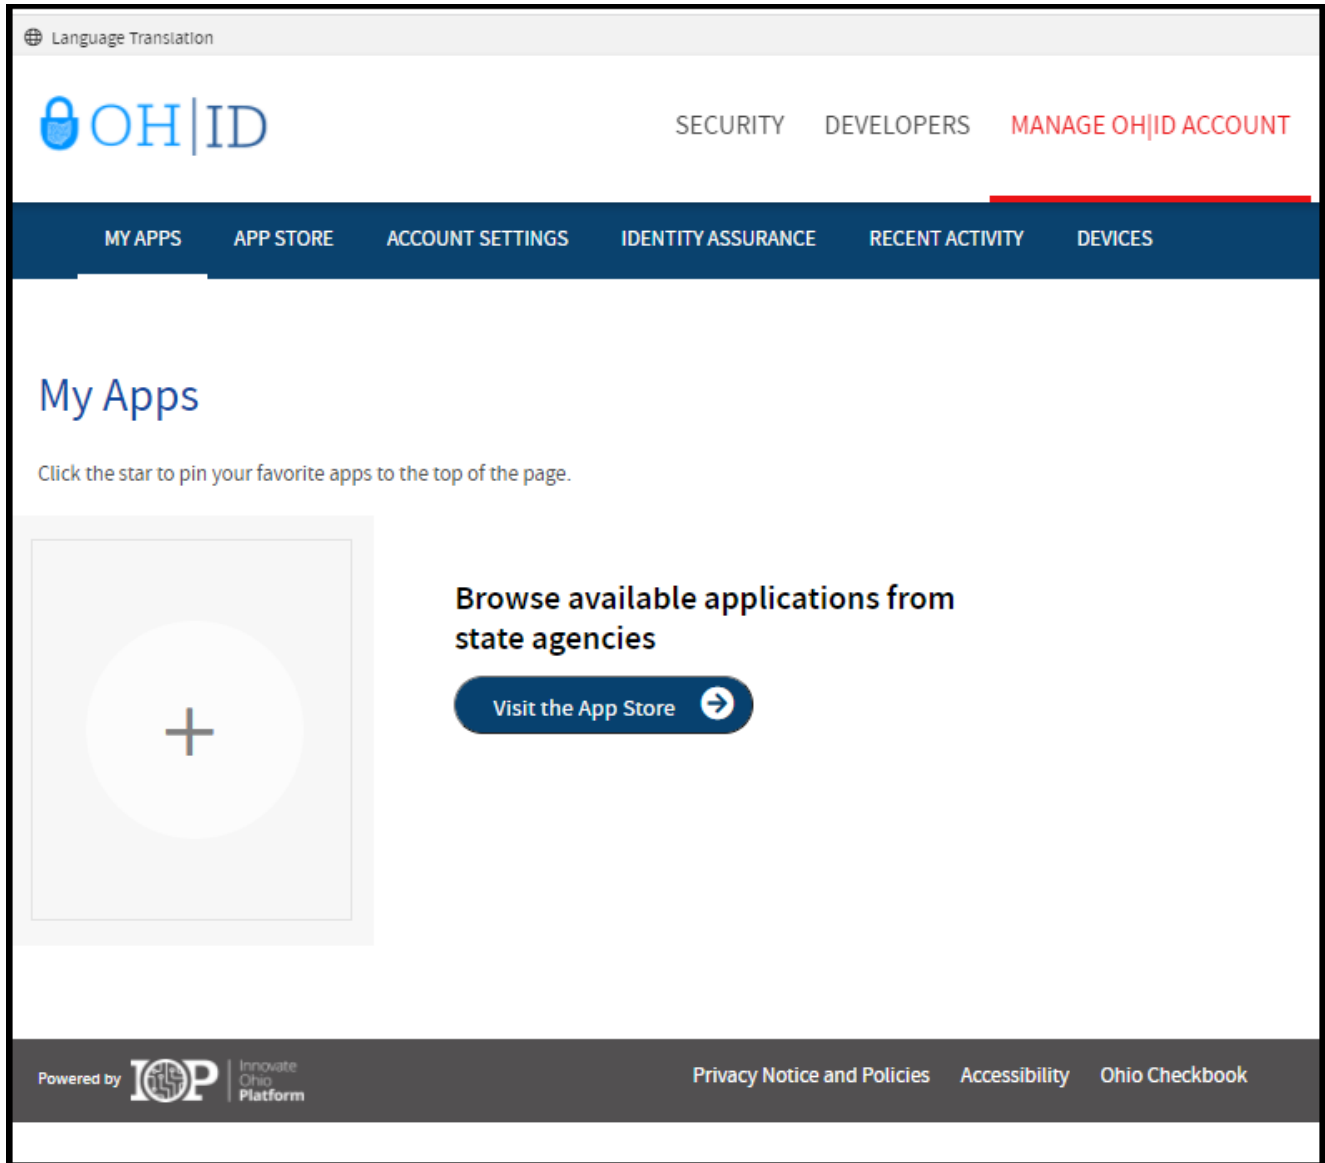 Language Translation
OH|ID
SECURITY DEVELOPERS MANAGE OH|ID ACCOUNT
MY APPS APP STORE ACCOUNT SETTINGS IDENTITY ASSURANCE RECENT ACTIVITY DEVICES
My Apps
Click the star to pin your favorite apps to the top of the page.
Browse available applications from
state agencies
Visit the App Store
Powered by IOP Innovate
Ohio
Platform
Privacy Notice and Policies Accessibility Ohio Checkbook